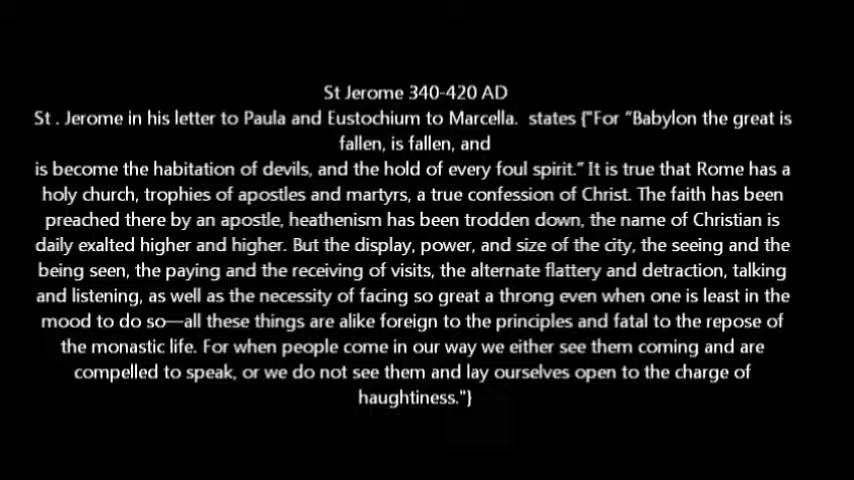 St Jerome 340-420 AD
St . Jerome in his letter to Paula and Eustochium to Marcella.  states {"For “Babylon the great is
fallen, is fallen, and
is become the habitation of devils, and the hold of every foul spirit.” It is true that Rome has a
holy church, trophies of apostles and martyrs, a true confession of Christ. The faith has been
preached there by an apostle, heathenism has been trodden down, the name of Christian is
daily exalted higher and higher. But the display, power, and size of the city, the seeing and the
being seen, the paying and the receiving of visits, the alternate flattery and detraction, talking
and listening, as well as the necessity of facing so great a throng even when one is least in the
mood to do so—all these things are alike foreign to the principles and fatal to the repose of
the monastic life. For when people come in our way we either see them coming and are
compelled to speak, or we do not see them and lay ourselves open to the charge of
haughtiness."}